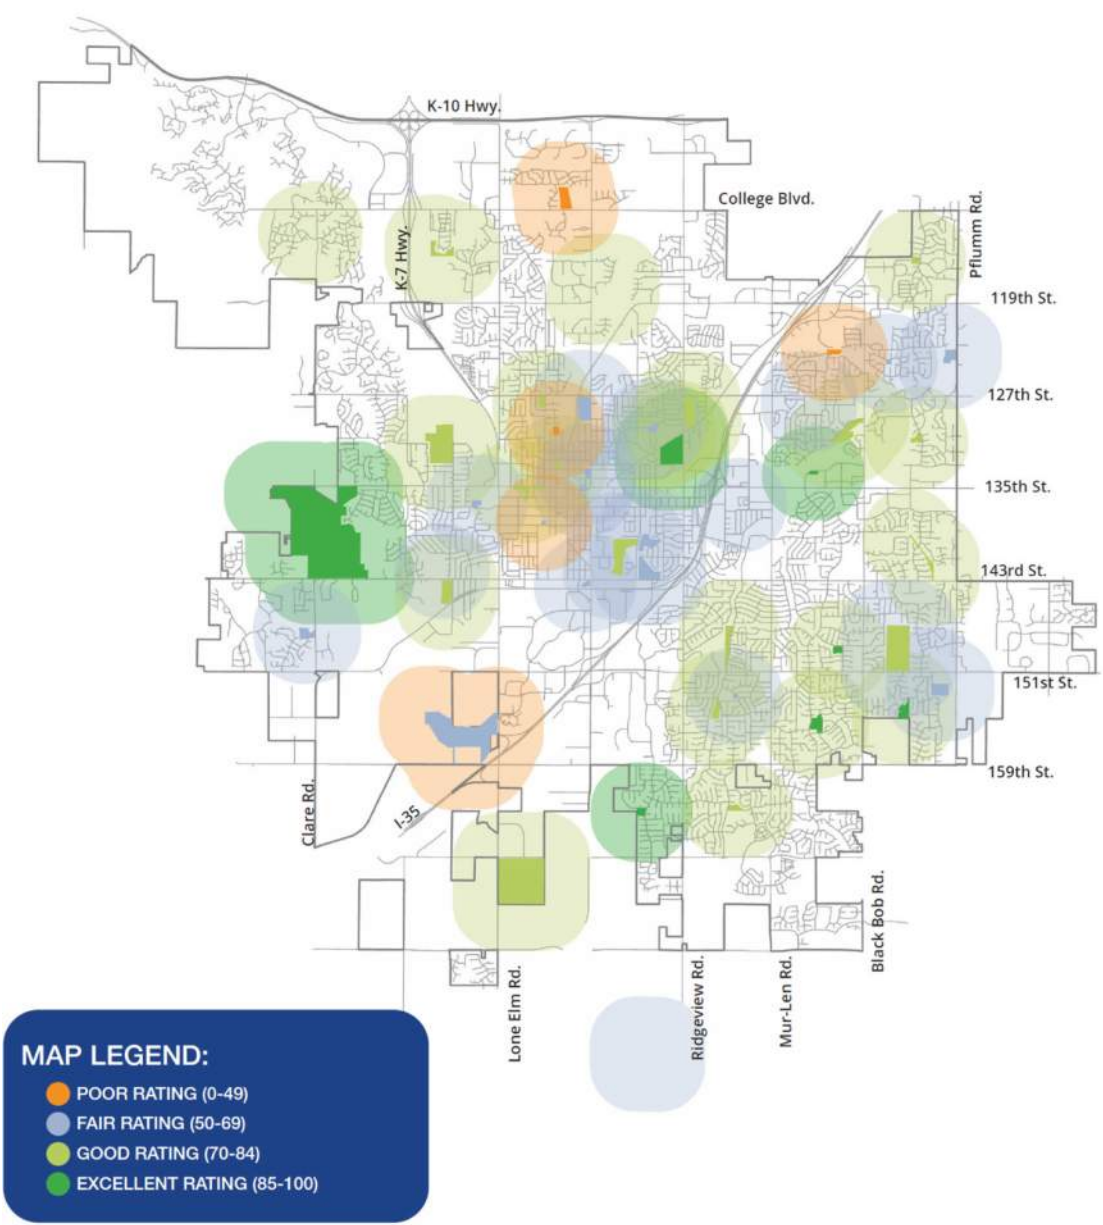 K-10 Hwy.
College Blvd.
Pflumm Rd.
K-7 Hwy.
119th St.
127th St.
135th St.
143rd St.
151st St.
159th St.
Clare Rd.
I-35
Black Bob Rd.
Lone Elm Rd.
Ridgeview Rd.
Mur-Len Rd.
MAP LEGEND:
POOR RATING (0-49)
FAIR RATING (50-69)
GOOD RATING (70-84)
EXCELLENT RATING (85-100)